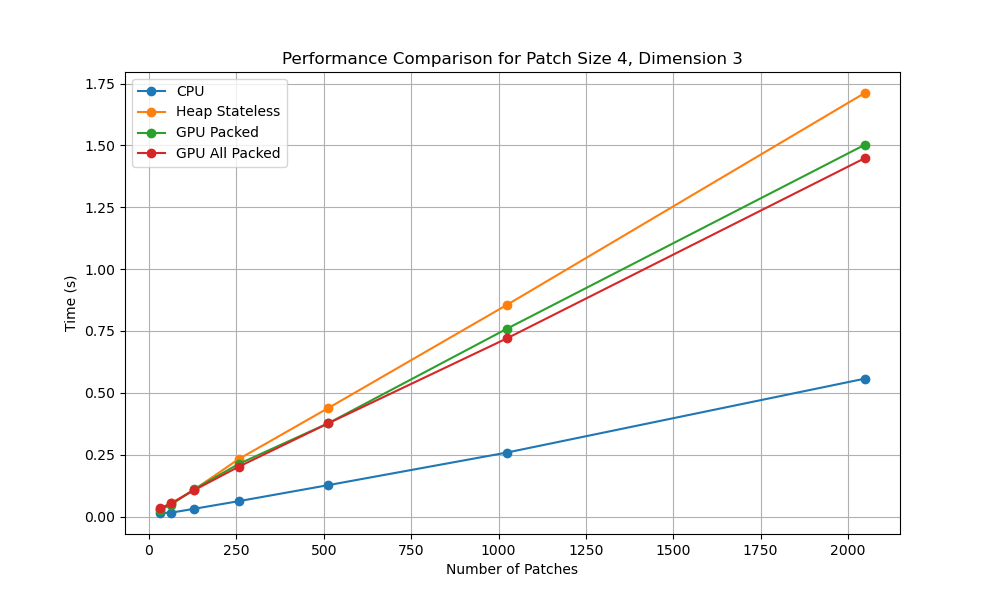 Performance Comparison for Patch Size 4, Dimension 3
CPU
Heap Stateless
GPU Packed
GPU All Packed
1.75
1.50
1.25
1.00
0.75
0.50
0.25
0.00
Time (s)
0 250 500 750 1000 1250 1500 1750 2000
Number of Patches